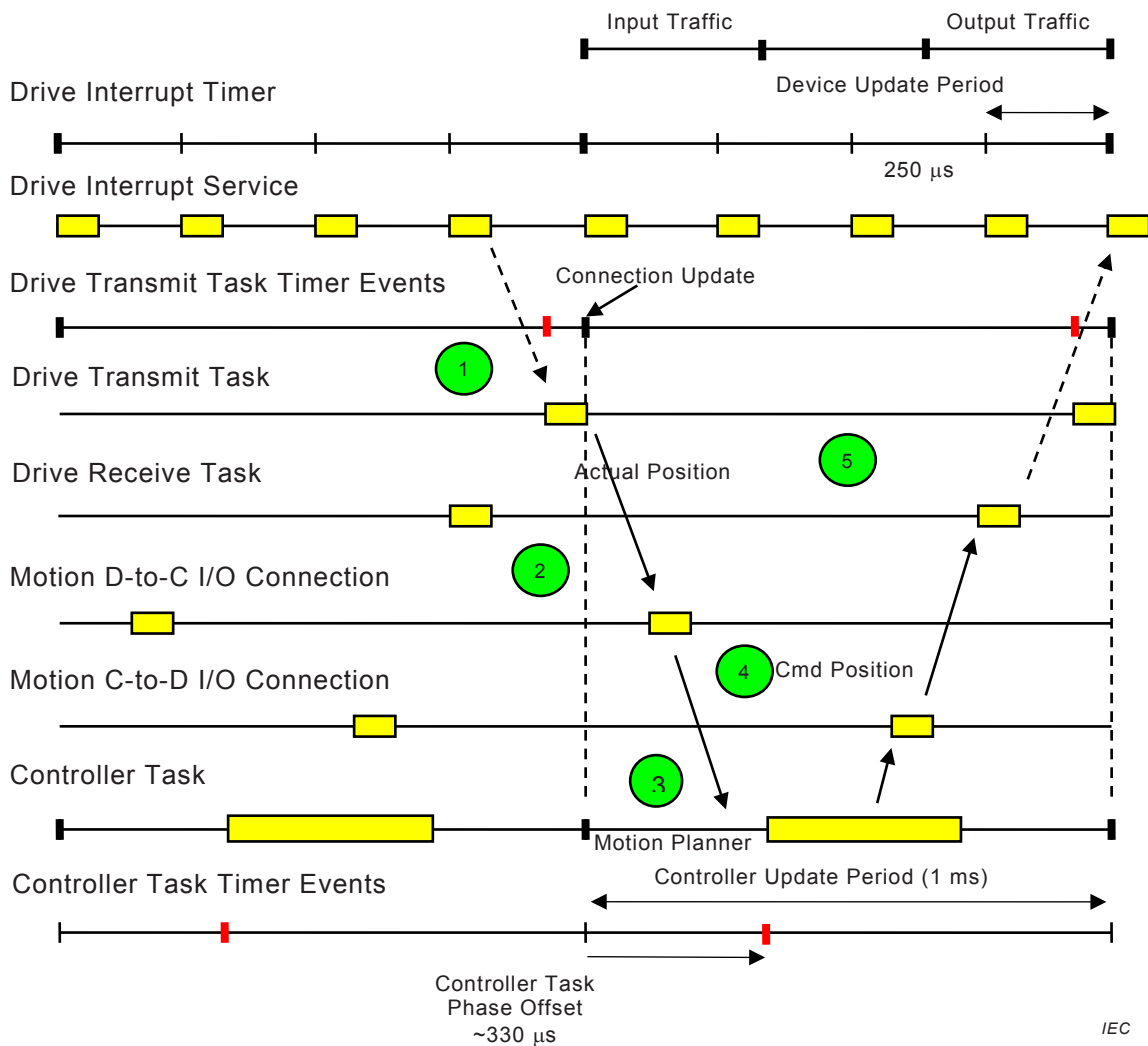 Input Traffic
Output Traffic
Drive Interrupt Timer
Device Update Period
250 μs
Drive Interrupt Service
Connection Update
Drive Transmit Task Timer Events
1
Drive Transmit Task
5
Actual Position
Drive Receive Task
2
Motion D-to-C I/O Connection
4
Cmd Position
Motion C-to-D I/O Connection
Controller Task
3
Motion Planner
Controller Update Period (1 ms)
Controller Task Timer Events
Controller Task
Phase Offset
~330 μs
IEC